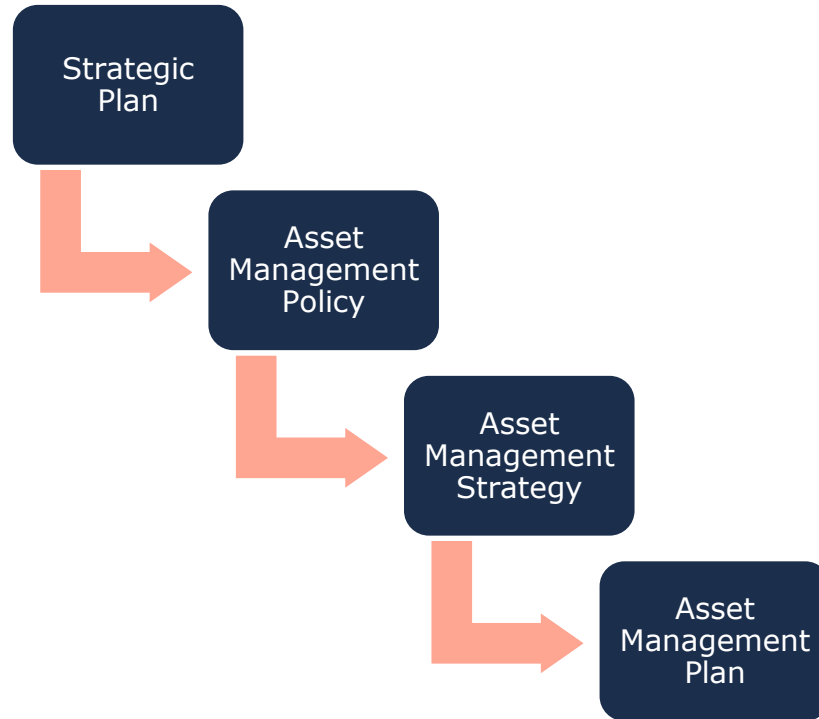 Strategic
Plan
Asset
Management
Policy
Asset
Management
Strategy
Asset
Management
Plan